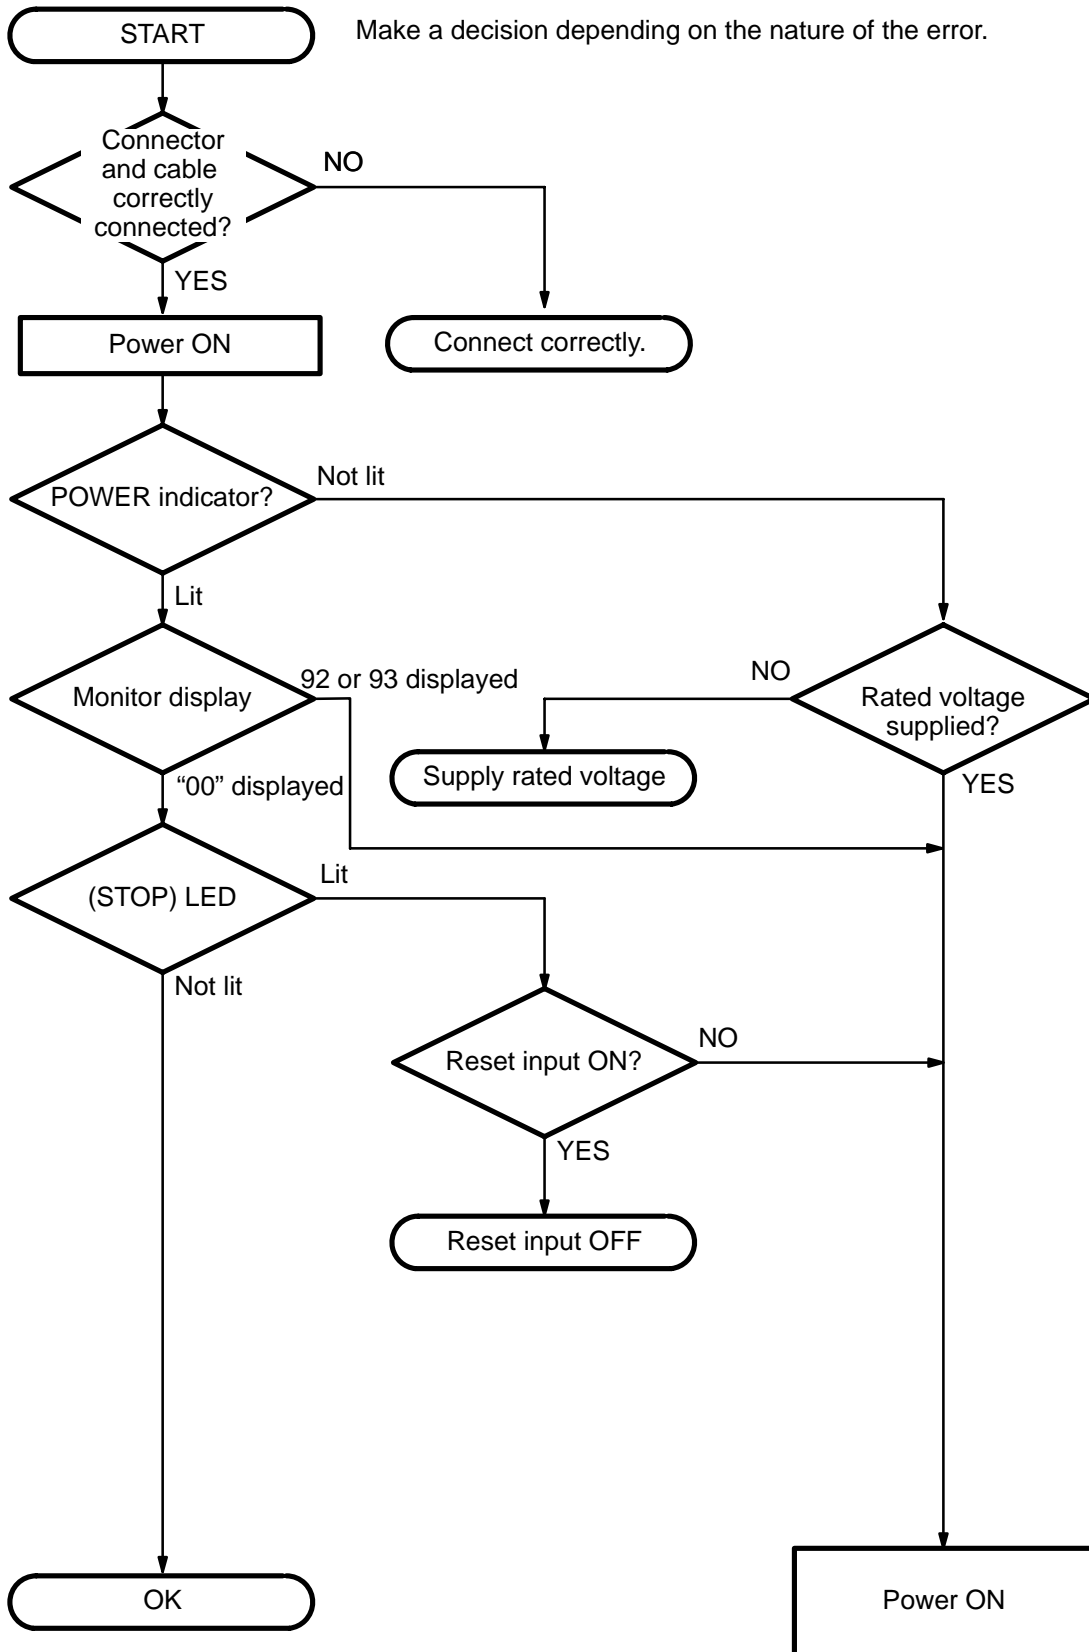 START
Make a decision depending on the nature of the error.
Connector
and cable
correctly
connected?
NO
YES
Power ON
Connect correctly.
POWER indicator?
Not lit
Lit
Monitor display
92 or 93 displayed
NO
Rated voltage
supplied?
Supply rated voltage
“00” displayed
YES
(STOP) LED
Lit
Not lit
Reset input ON?
NO
YES
Reset input OFF
OK
Power ON